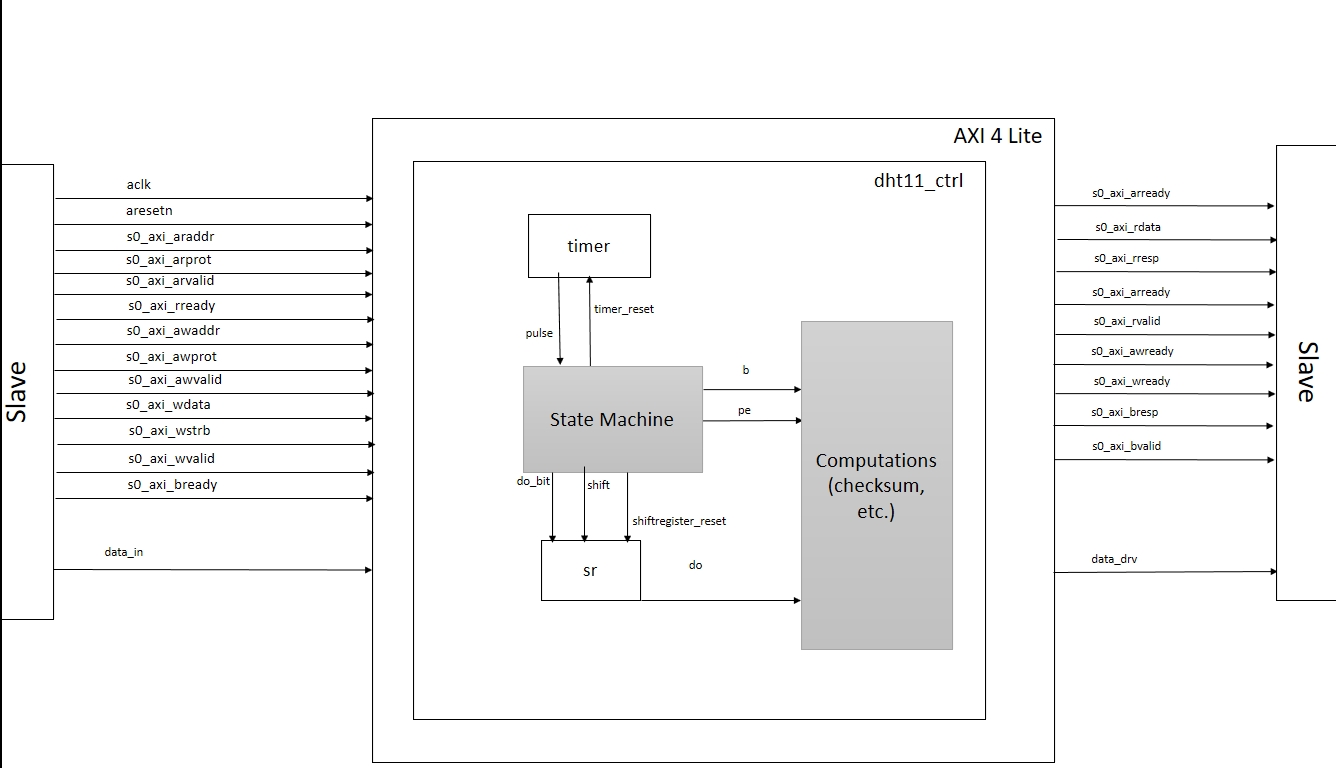 AXI 4 Lite
dht11_ctrl
Slave
aclk
aresetn
s0_axi_araddr
s0_axi_arprot
s0_axi_arvalid
s0_axi_rready
s0_axi_awaddr
s0_axi_awprot
s0_axi_awvalid
s0_axi_wdata
s0_axi_wstrb
s0_axi_wvalid
s0_axi_bready
data_in
timer
pulse
timer_reset
State Machine
b
pe
do_bit
shift
shiftregister_reset
sr
do
Computations
(checksum,
etc.)
s0_axi_arready
s0_axi_rdata
s0_axi_rresp
s0_axi_arready
s0_axi_rvalid
s0_axi_awready
s0_axi_wready
s0_axi_bresp
s0_axi_bvalid
data_drv
Slave